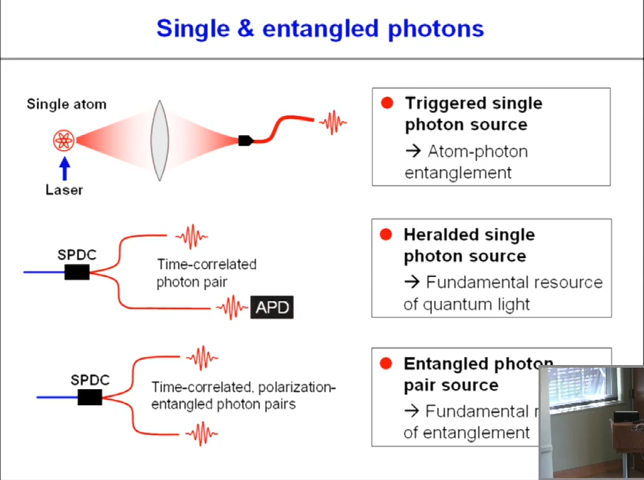 Single & entangled photons
Single atom
Laser
Triggered single
photon source
→ Atom-photon
entanglement
SPDC
Time-correlated
photon pair
APD
Heralded single
photon source
→ Fundamental resource
of quantum light
SPDC
Time-correlated, polarization-
entangled photon pairs
Entangled photon
pair source
→ Fundamental
of entanglement